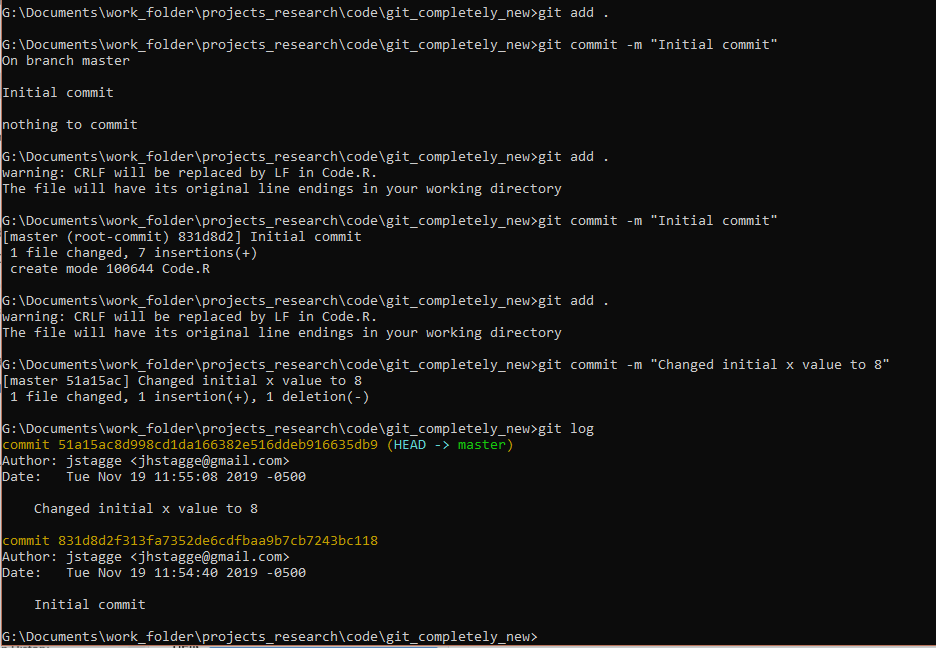 G:\Documents\work_folder\projects_research\code\git_completely_new>git add .
G:\Documents\work_folder\projects_research\code\git_completely_new>git commit -m "Initial commit"
On branch master
Initial commit
nothing to commit
G:\Documents\work_folder\projects_research\code\git_completely_new>git add .
warning: CRLF will be replaced by LF in Code.R.
The file will have its original line endings in your working directory
G:\Documents\work_folder\projects_research\code\git_completely_new>git commit -m "Initial commit"
[master (root-commit) 831d8d2] Initial commit
 1 file changed, 7 insertions(+)
 create mode 100644 Code.R
G:\Documents\work_folder\projects_research\code\git_completely_new>git add .
warning: CRLF will be replaced by LF in Code.R.
The file will have its original line endings in your working directory
G:\Documents\work_folder\projects_research\code\git_completely_new>git commit -m "Changed initial x value to 8"
[master 51a15ac] Changed initial x value to 8
 1 file changed, 1 insertion(+), 1 deletion(-)
G:\Documents\work_folder\projects_research\code\git_completely_new>git log
commit 51a15ac8d998cd1da166382e516ddeb916635db9 (HEAD -> master)
Author: jstagge <jhstagge@gmail.com>
Date:   Tue Nov 19 11:55:08 2019 -0500
    Changed initial x value to 8
commit 831d8d2f313fa7352de6cdfbaa9b7cb7243bc118
Author: jstagge <jhstagge@gmail.com>
Date:   Tue Nov 19 11:54:40 2019 -0500
    Initial commit
G:\Documents\work_folder\projects_research\code\git_completely_new>